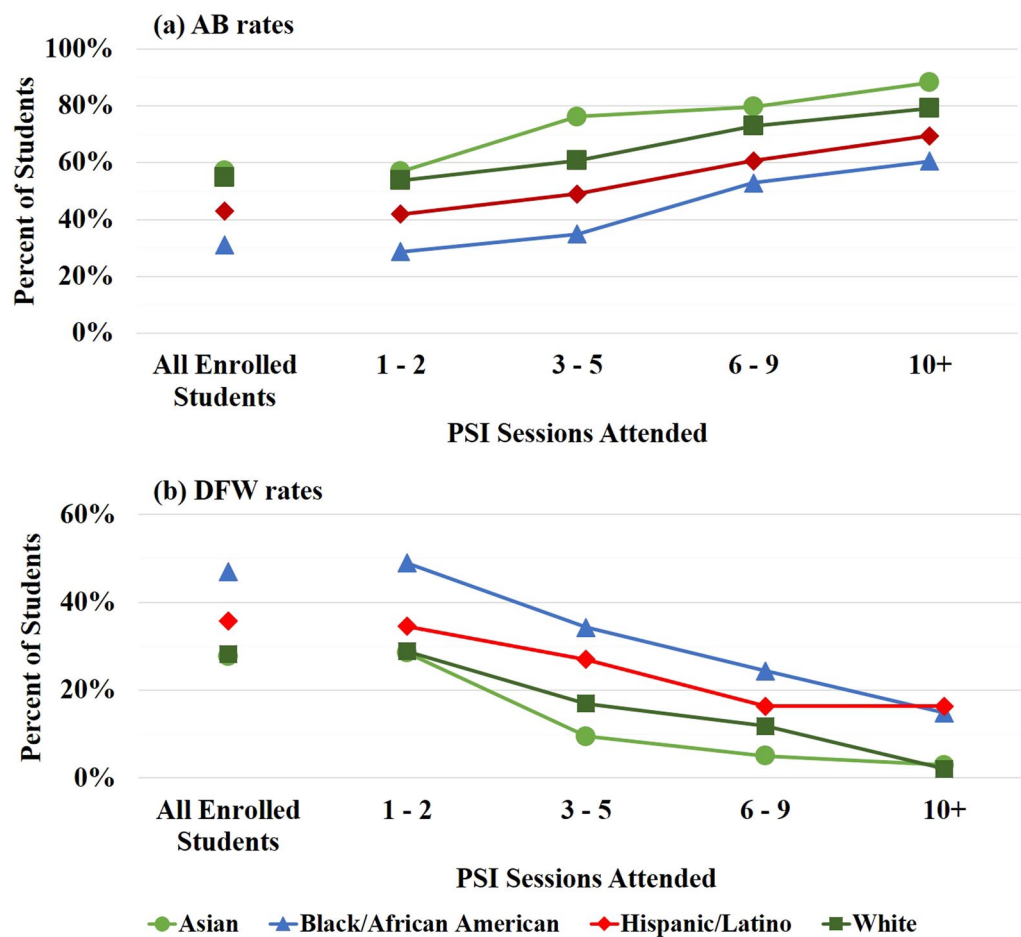 (a) AB rates
100%
80%
60%
40%
20%
0%
Percent of Students
All Enrolled
Students
1 - 2
3 - 5
6 - 9
10+
PSI Sessions Attended
(b) DFW rates
60%
40%
20%
0%
Percent of Students
All Enrolled
Students
1 - 2
3 - 5
6 - 9
10+
PSI Sessions Attended
Asian
Black/African American
Hispanic/Latino
White